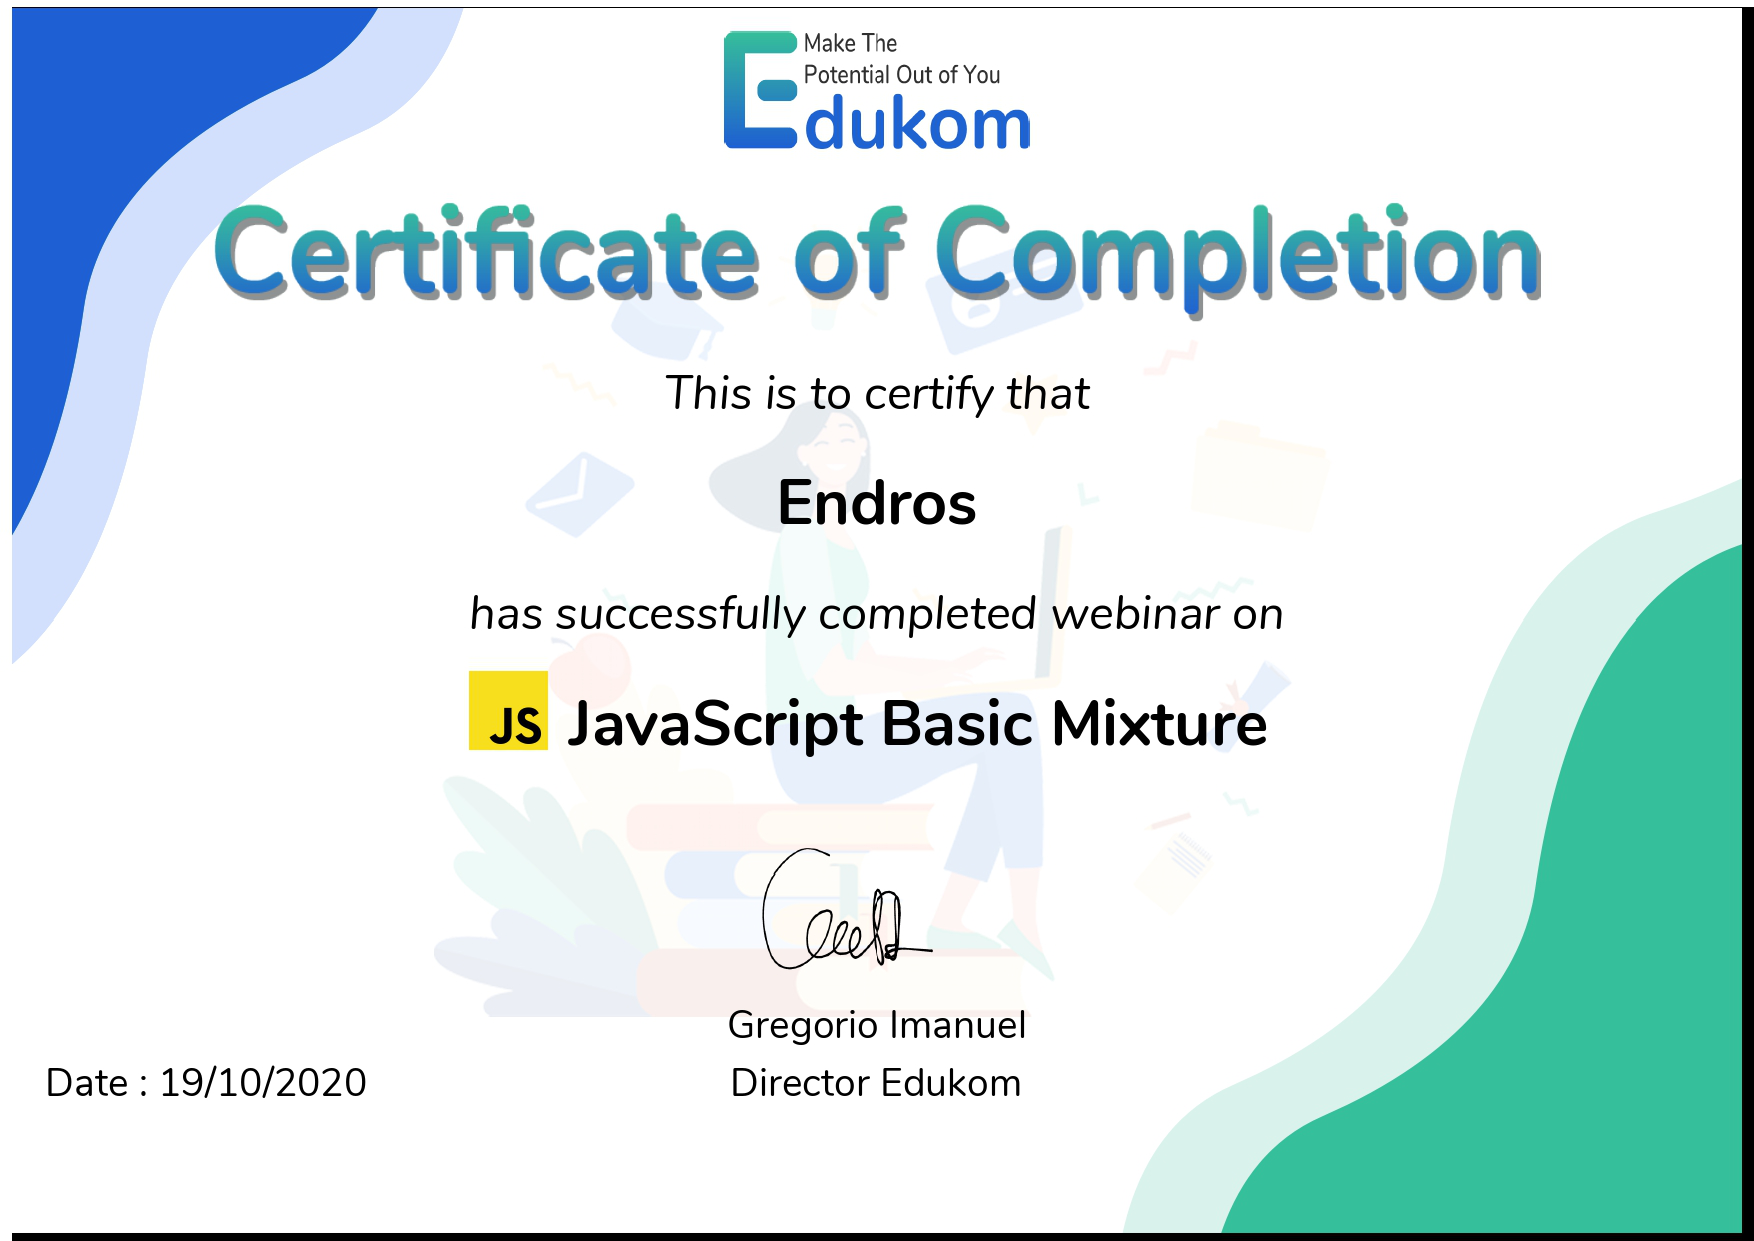 Make The
Potential Out of You
Edukom
Certificate of Completion
This is to certify that
Endros
has successfully completed webinar on
JS JavaScript Basic Mixture
Gregorio Imanuel
Date : 19/10/2020
Director Edukom